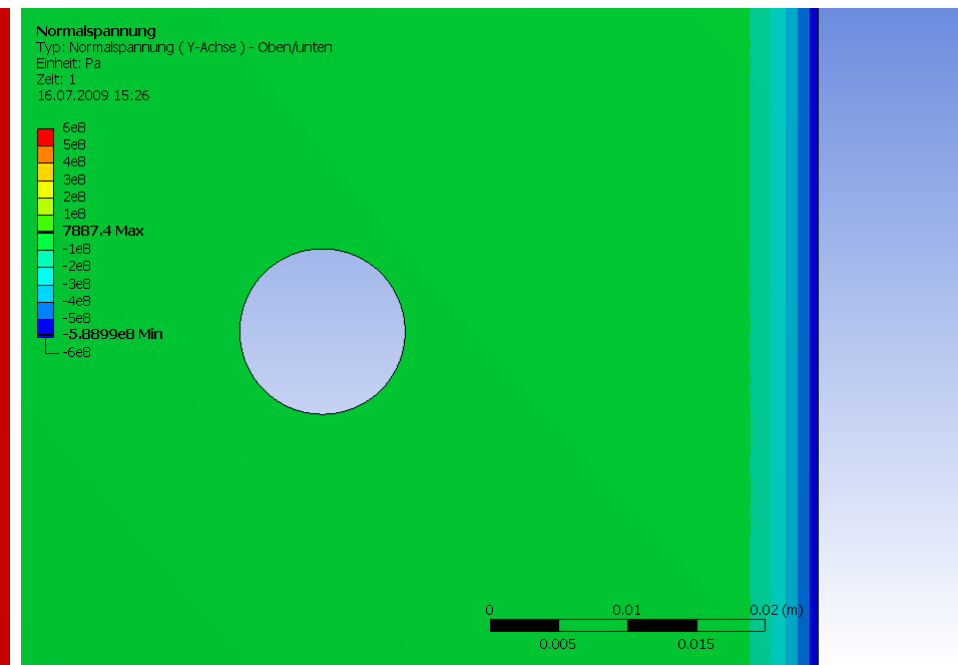 Normalspannung
Typ: Normalspannung ( Y-Achse ) - Oben/unten
Einheit: Pa
Zeit: 1
16.07.2009 15:26
6e8
5e8
4e8
3e8
2e8
1e8
7887.4 Max
-1e8
-2e8
-3e8
-4e8
-5e8
-5.8899e8 Min
-6e8
0 0.01 0.02 (m)
0.005 0.015